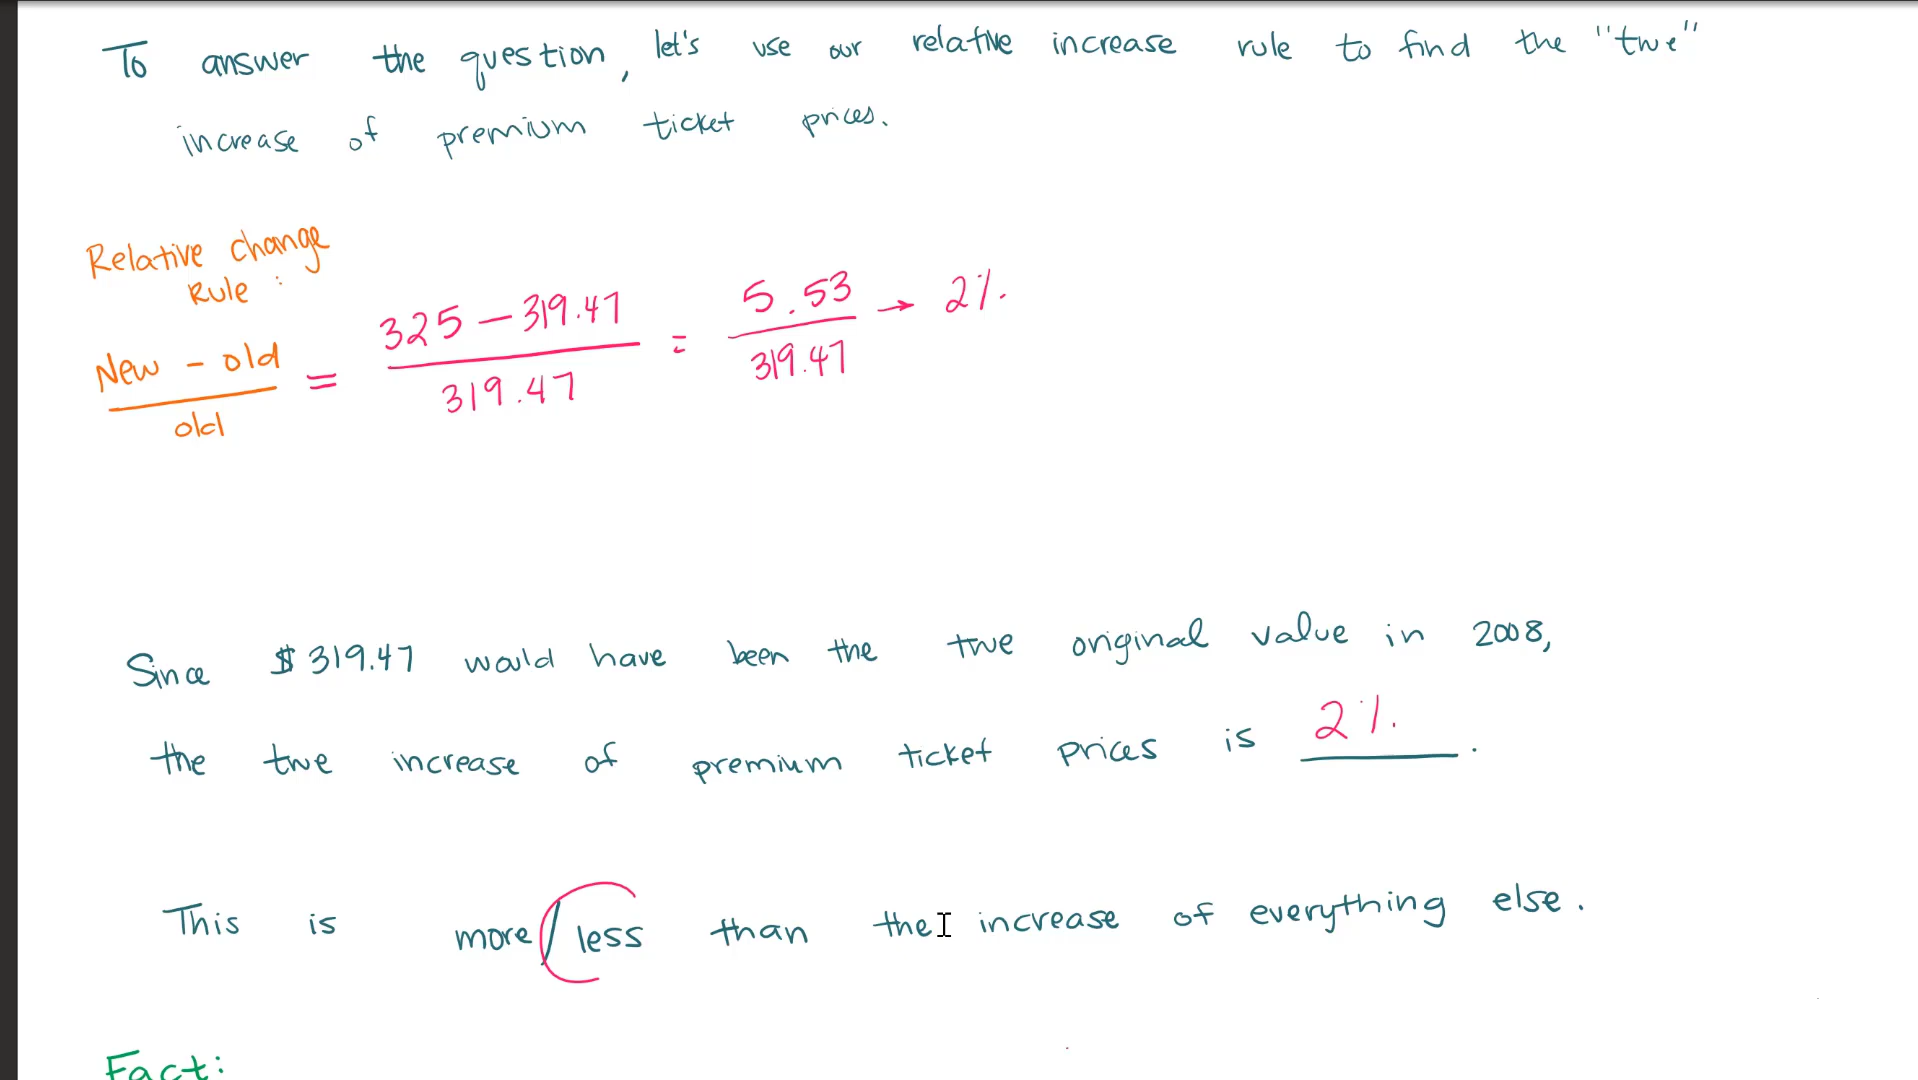 To answer the question, let's use our relative increase rule to find the "true"
increase of premium ticket prices.
Relative change
Rule:
New - old / old = 325 - 319.47 / 319.47 = 5.53 / 319.47 → 2%
Since $319.47 would have been the true original value in 2008,
the true increase of premium ticket prices is 2%.
This is more/less than the increase of everything else.
Fact: